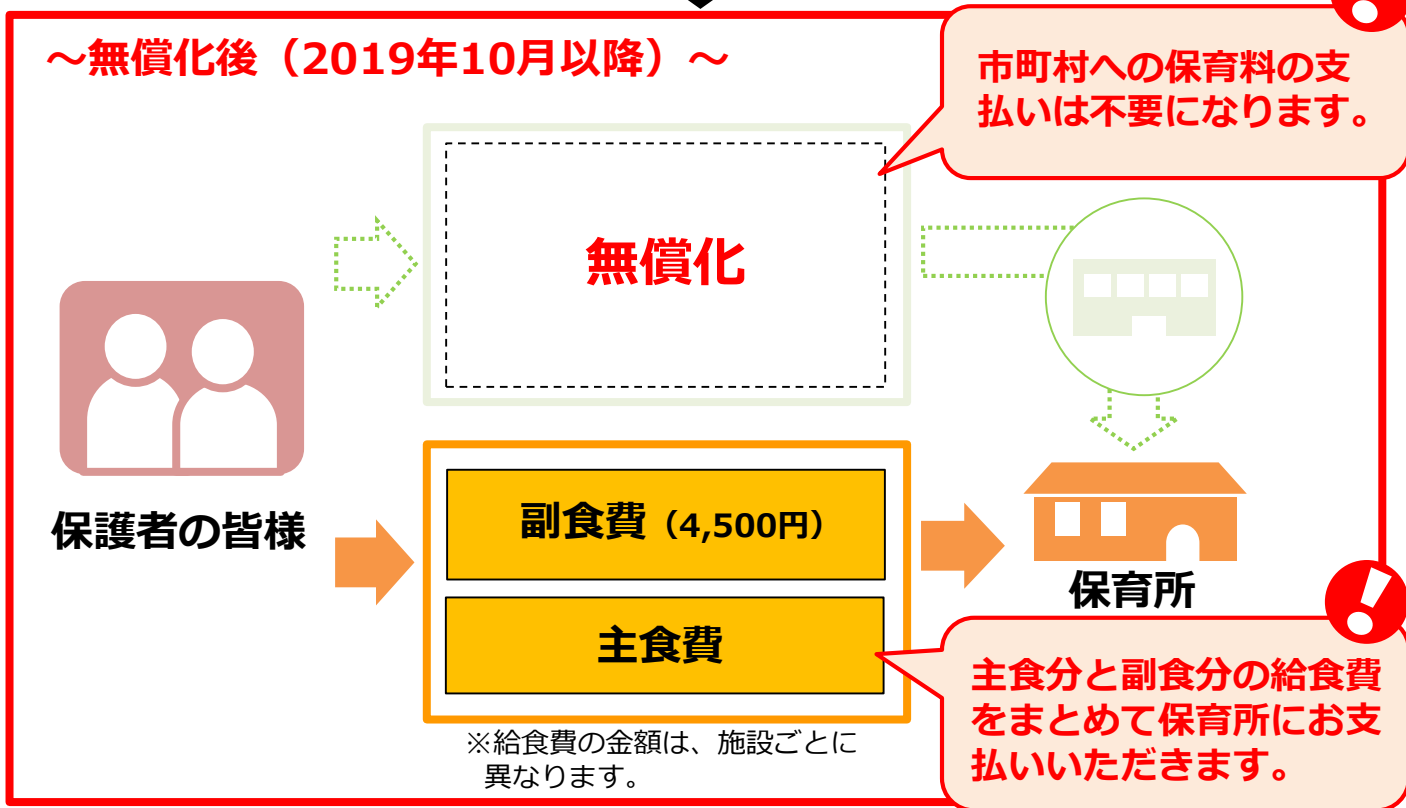 ～無償化後（2019年10月以降）～
市町村への保育料の支
払いは不要になります。
無償化
保護者の皆様
副食費（4,500円）
主食費
保育所
※給食費の金額は、施設ごとに
異なります。
主食分と副食分の給食費
をまとめて保育所にお支
払いいただきます。